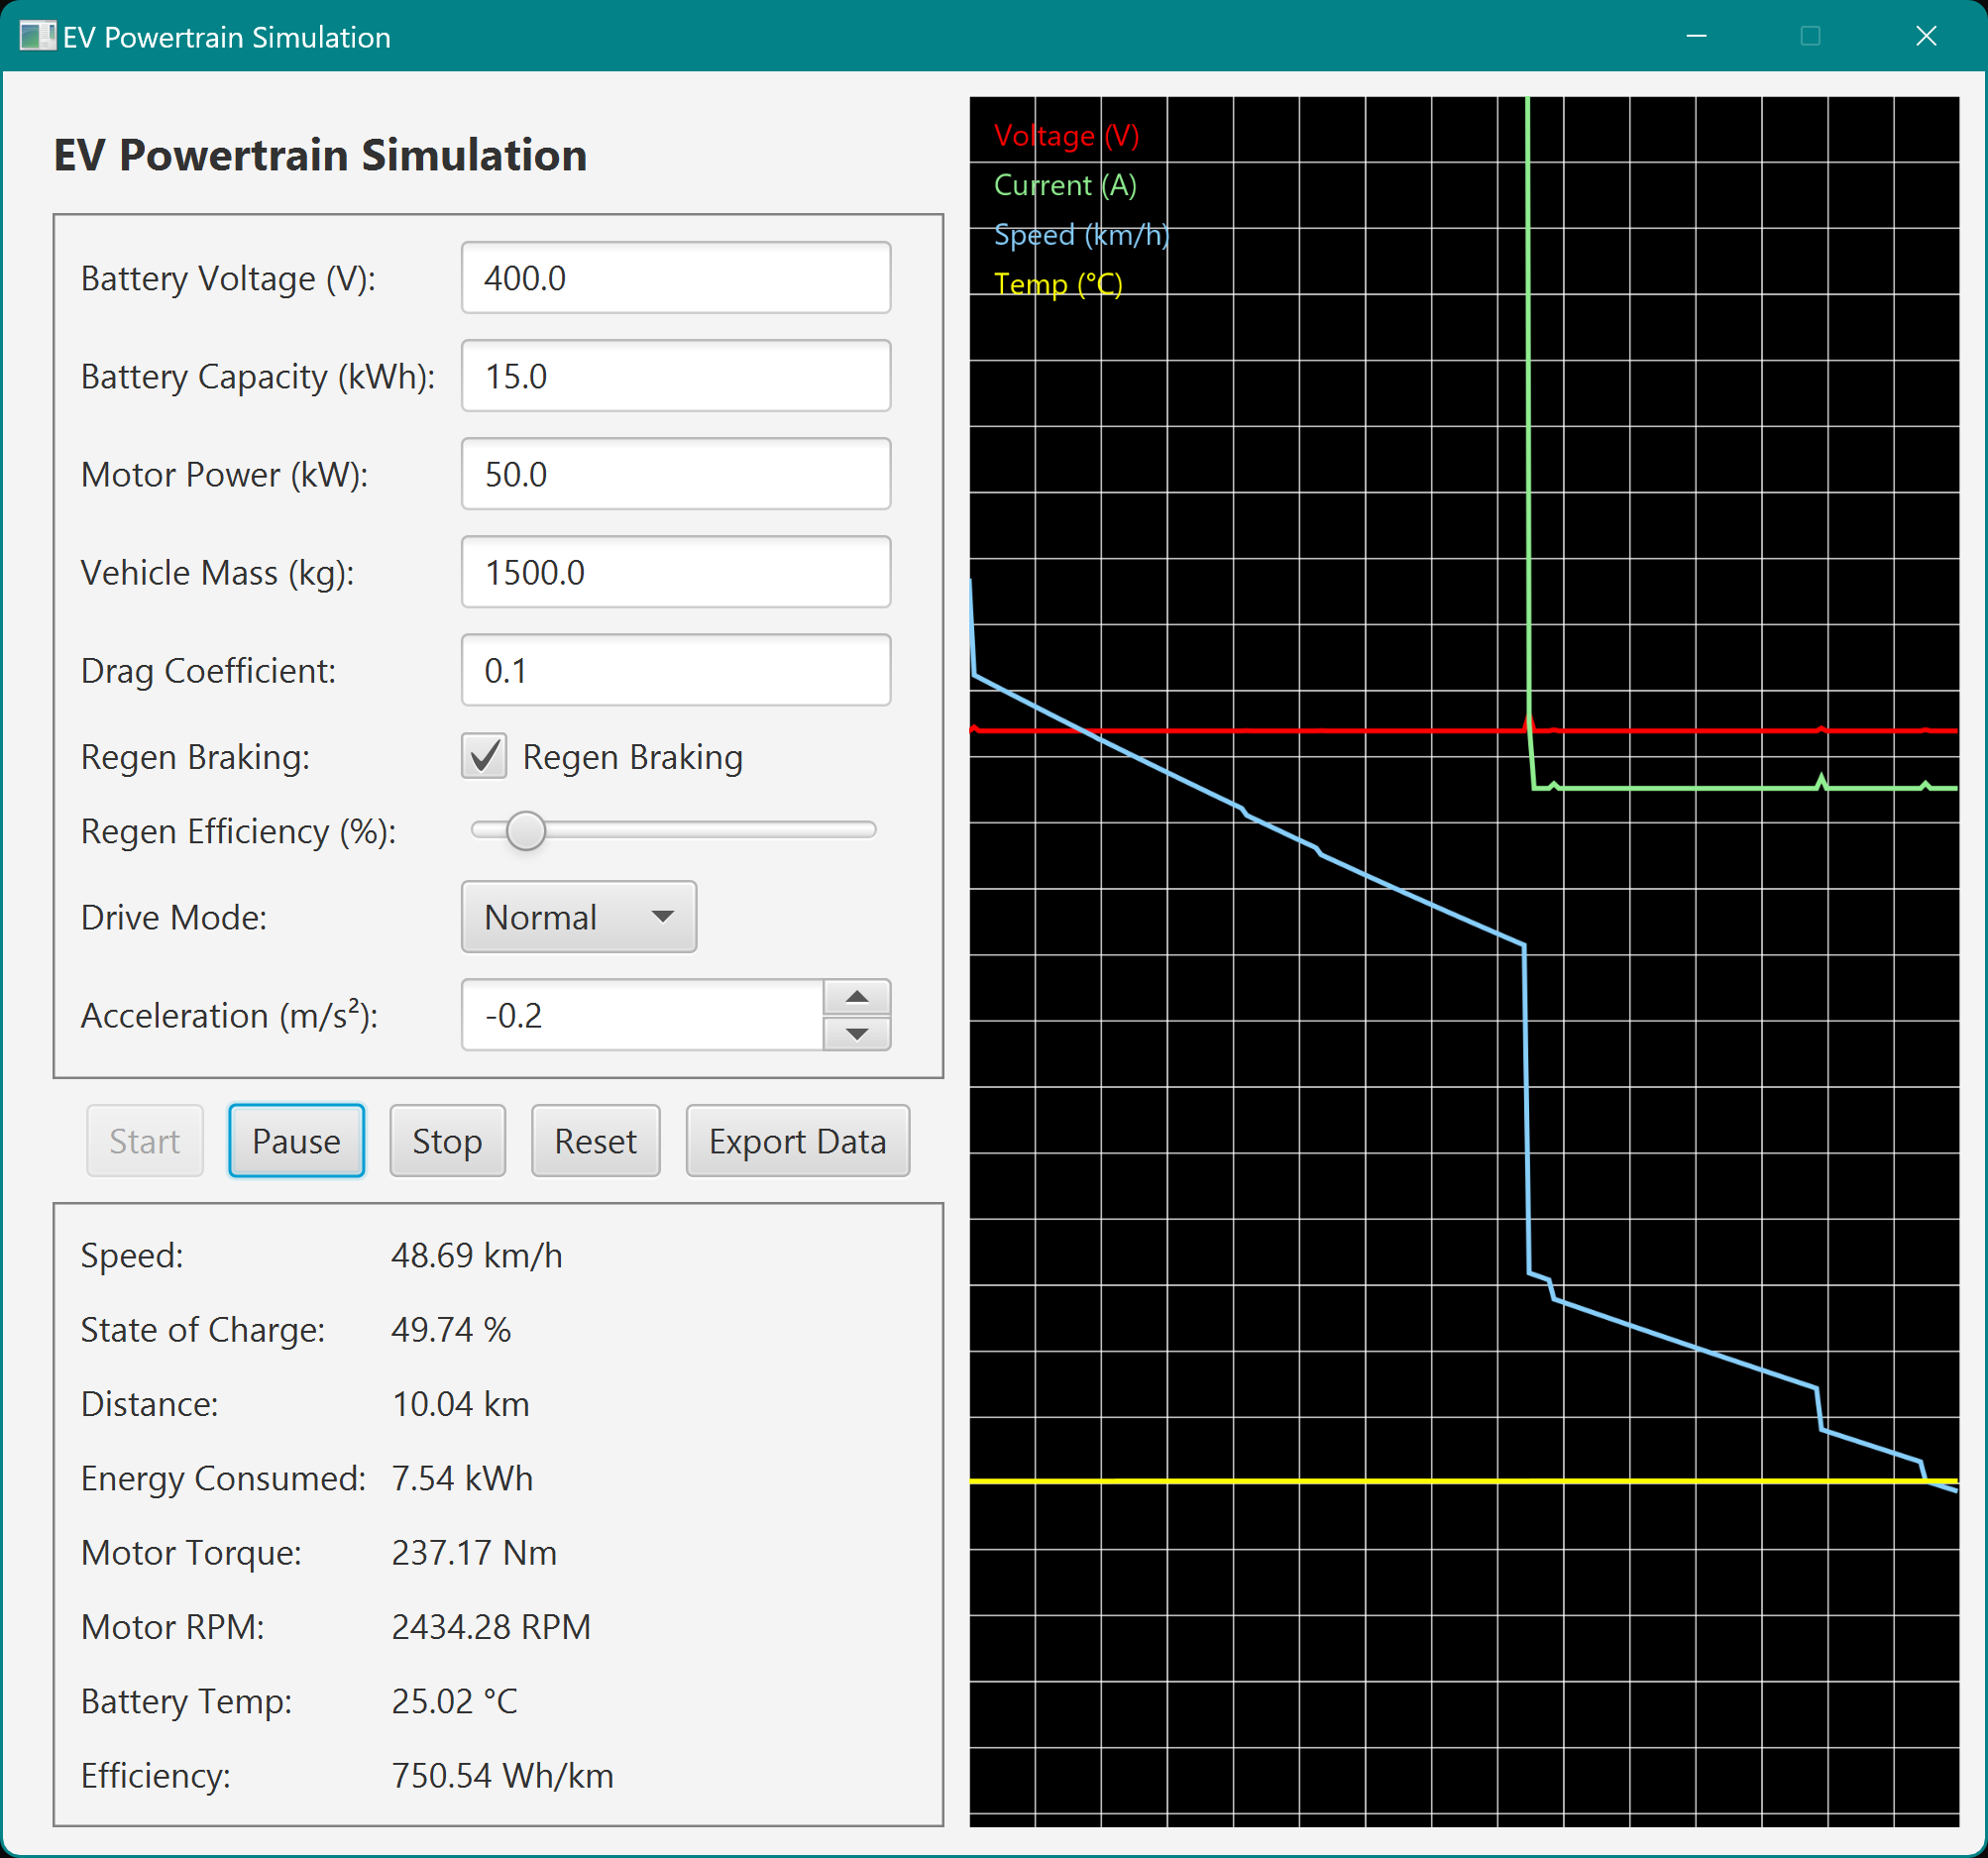 EV Powertrain Simulation
EV Powertrain Simulation
Battery Voltage (V): 400.0
Battery Capacity (kWh): 15.0
Motor Power (kW): 50.0
Vehicle Mass (kg): 1500.0
Drag Coefficient: 0.1
Regen Braking: Regen Braking
Regen Efficiency (%):
Drive Mode: Normal
Acceleration (m/s²): -0.2
Start Pause Stop Reset Export Data
Speed: 48.69 km/h
State of Charge: 49.74 %
Distance: 10.04 km
Energy Consumed: 7.54 kWh
Motor Torque: 237.17 Nm
Motor RPM: 2434.28 RPM
Battery Temp: 25.02 °C
Efficiency: 750.54 Wh/km
Voltage (V)
Current (A)
Speed (km/h)
Temp (°C)